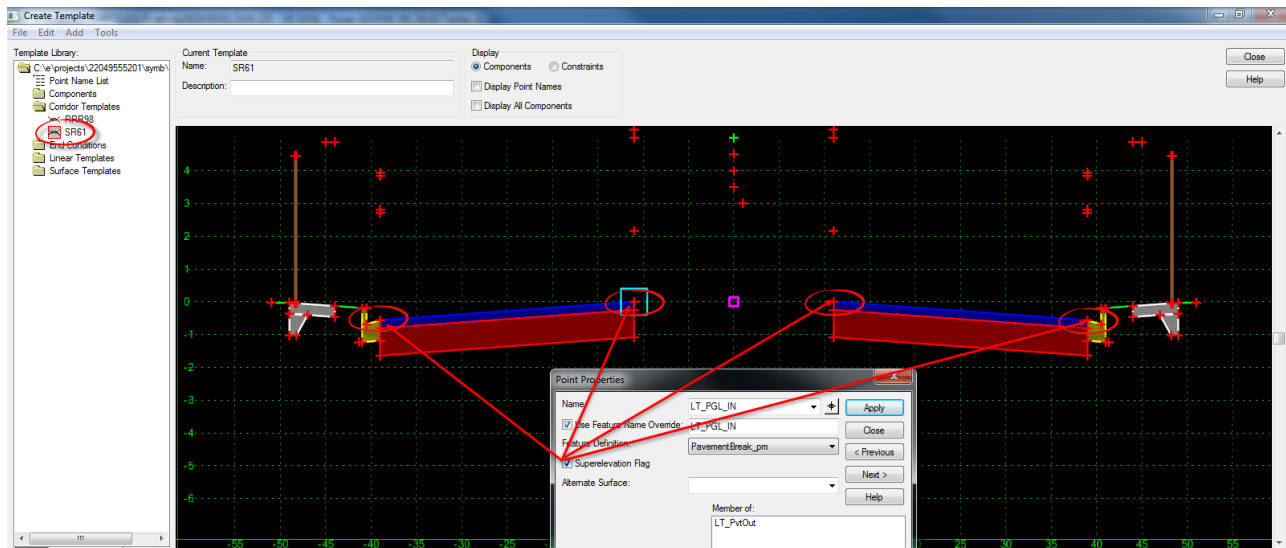 Create Template
File Edit Add Tools
Template Library:
C:\e\projects\22049555201\symb\
Point Name List
Components
Corridor Templates
RRR98
SR61
End Conditions
Linear Templates
Surface Templates
Current Template
Name: SR61
Description:
Display
Components Constraints
Display Point Names
Display All Components
Close
Help
4
3
2
1
0
-1
-2
-3
-4
-5
-6
-55 -50 -45 -40 -35 -30 -25 25 30 35 40 45 50 55
Point Properties
Name: LT_PGL_IN
Apply
Use Feature Name Override: LT_PGL_IN
Close
Feature Definition: PavementBreak_pm
< Previous
Superelevation Flag
Next >
Alternate Surface:
Help
Member of:
LT_PvtOut